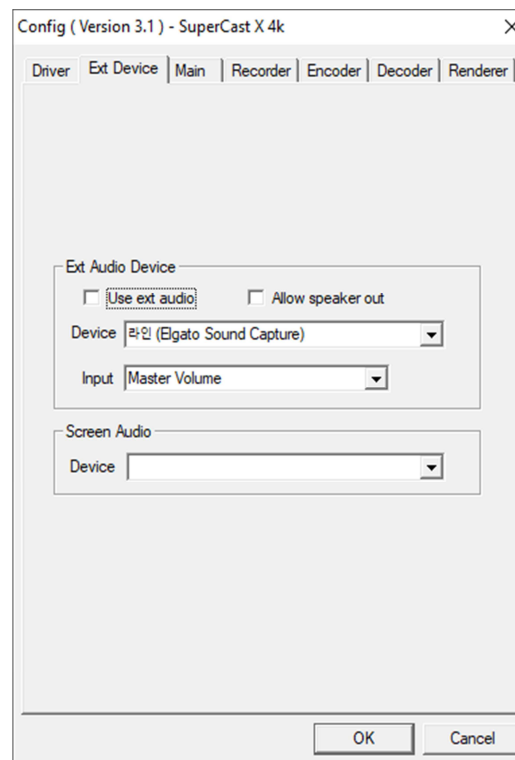 Config ( Version 3.1 ) - SuperCast X 4k
Driver Ext Device Main Recorder Encoder Decoder Renderer
Ext Audio Device
Use ext audio Allow speaker out
Device 라인 (Elgato Sound Capture)
Input Master Volume
Screen Audio
Device
OK Cancel